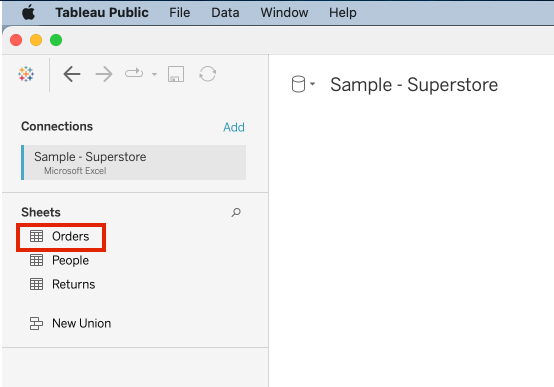 Tableau Public File Data Window Help
Sample - Superstore
Connections Add
Sample - Superstore
Microsoft Excel
Sheets
Orders
People
Returns
New Union